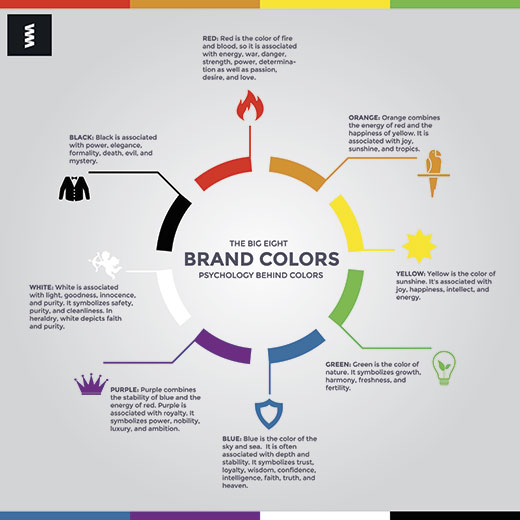 RED: Red is the color of fire
and blood, so it is associated
with energy, war, danger,
strength, power, determina-
tion as well as passion,
desire, and love.
ORANGE: Orange combines
the energy of red and the
happiness of yellow. It is
associated with joy,
sunshine, and tropics.
BLACK: Black is associated
with power, elegance,
formality, death, evil, and
mystery.
THE BIG EIGHT
BRAND COLORS
PSYCHOLOGY BEHIND COLORS
YELLOW: Yellow is the color of
sunshine. It's associated with
joy, happiness, intellect, and
energy.
WHITE: White is associated
with light, goodness, innocence,
and purity. It symbolizes safety,
purity, and cleanliness. In
heraldry, white depicts faith
and purity.
GREEN: Green is the color of
nature. It symbolizes growth,
harmony, freshness, and
fertility.
PURPLE: Purple combines
the stability of blue and the
energy of red. Purple is
associated with royalty. It
symbolizes power, nobility,
luxury, and ambition.
BLUE: Blue is the color of the
sky and sea. It is often
associated with depth and
stability. It symbolizes trust,
loyalty, wisdom, confidence,
intelligence, faith, truth, and
heaven.